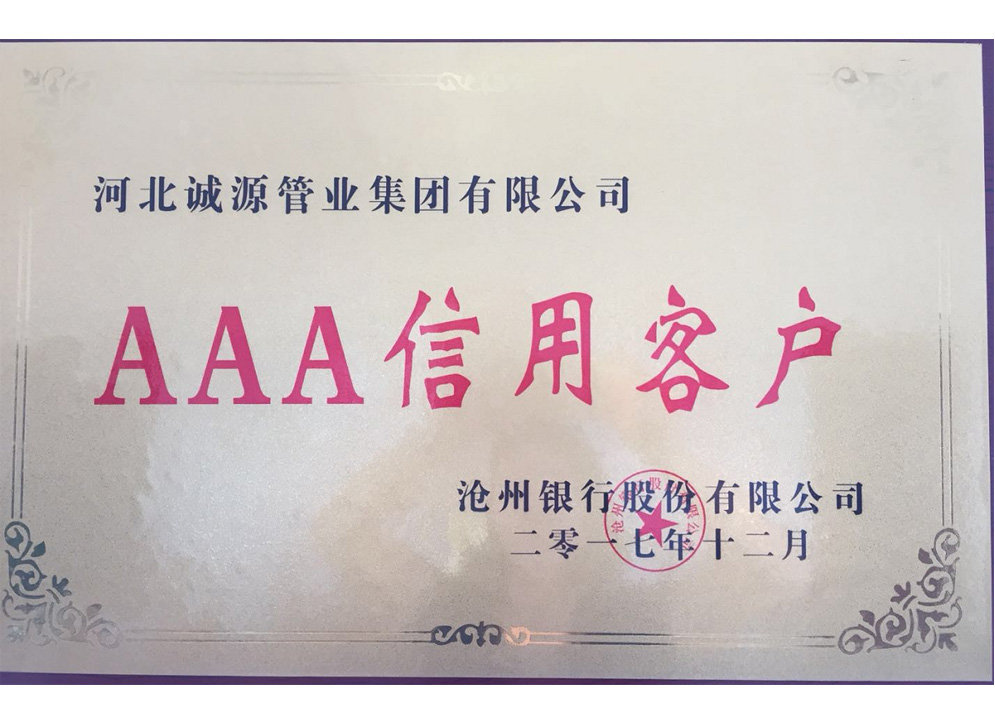 河北诚源管业集团有限公司
AAA信用客户
沧州银行股份有限公司
二零一七年十二月